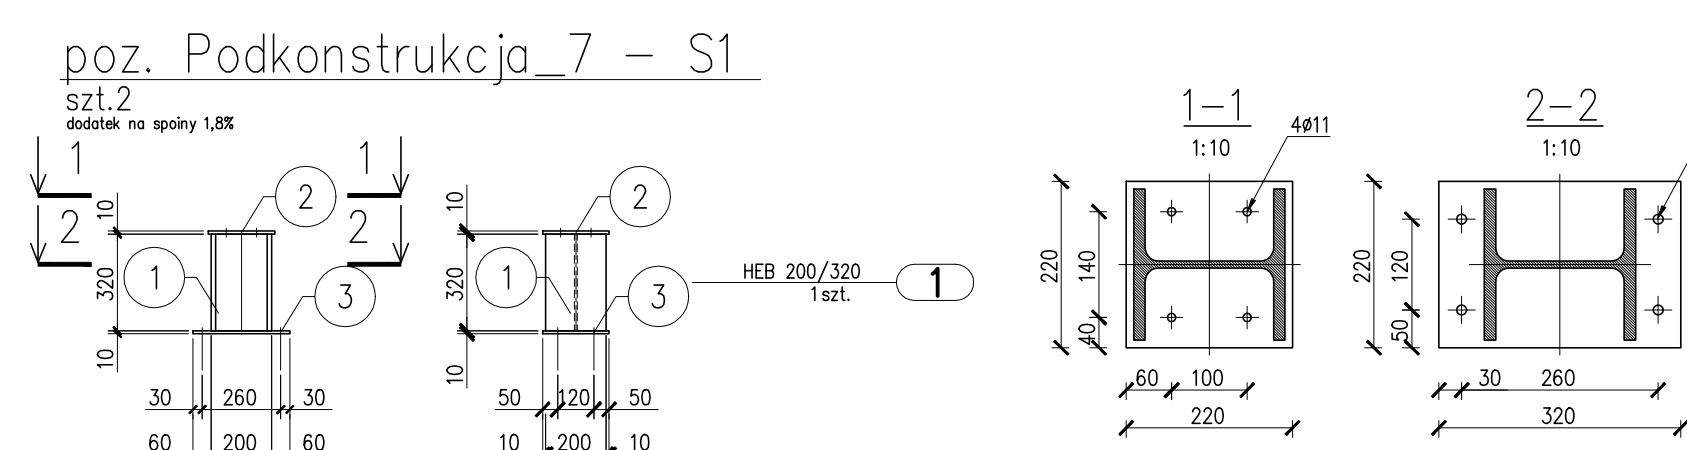 poz. Podkonstrukcja_7 - S1
szt.2
dodatek na spoiny 1,8%
1 1
2 2
10
320
10
1
2
3
30 260 30
60 200 60
10
320
10
1
2
3
50 120 50
10 200 10
HEB 200/320
1 szt.
1
1-1
1:10
4ø11
220
140
40
60 100
220
2-2
1:10
220
120
50
30 260
320